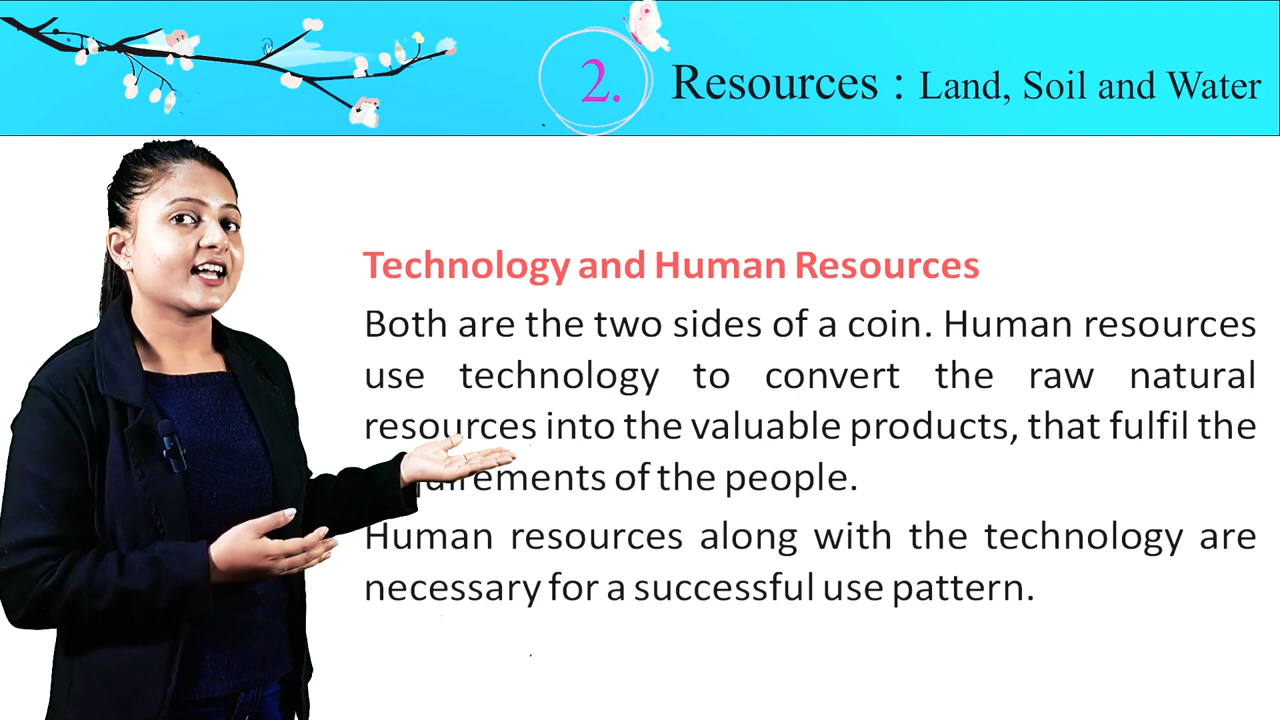 2. Resources : Land, Soil and Water
Technology and Human Resources
Both are the two sides of a coin. Human resources
use technology to convert the raw natural
resources into the valuable products, that fulfil the
of the people.
Human resources along with the technology are
necessary for a successful use pattern.